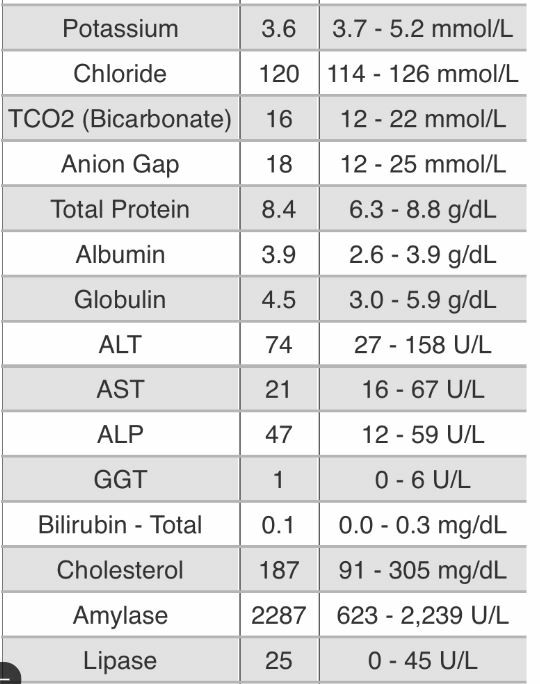 Potassium 3.6 3.7 - 5.2 mmol/L
Chloride 120 114 - 126 mmol/L
TCO2 (Bicarbonate) 16 12 - 22 mmol/L
Anion Gap 18 12 - 25 mmol/L
Total Protein 8.4 6.3 - 8.8 g/dL
Albumin 3.9 2.6 - 3.9 g/dL
Globulin 4.5 3.0 - 5.9 g/dL
ALT 74 27 - 158 U/L
AST 21 16 - 67 U/L
ALP 47 12 - 59 U/L
GGT 1 0 - 6 U/L
Bilirubin - Total 0.1 0.0 - 0.3 mg/dL
Cholesterol 187 91 - 305 mg/dL
Amylase 2287 623 - 2,239 U/L
Lipase 25 0 - 45 U/L